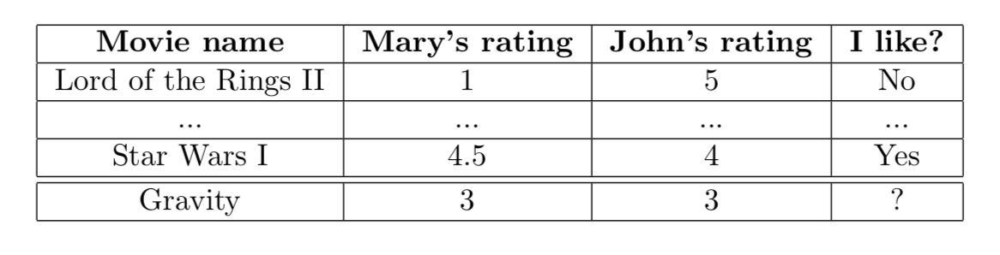 Movie name Mary's rating John's rating I like?
Lord of the Rings II 1 5 No
... ... ... ...
Star Wars I 4.5 4 Yes
Gravity 3 3 ?